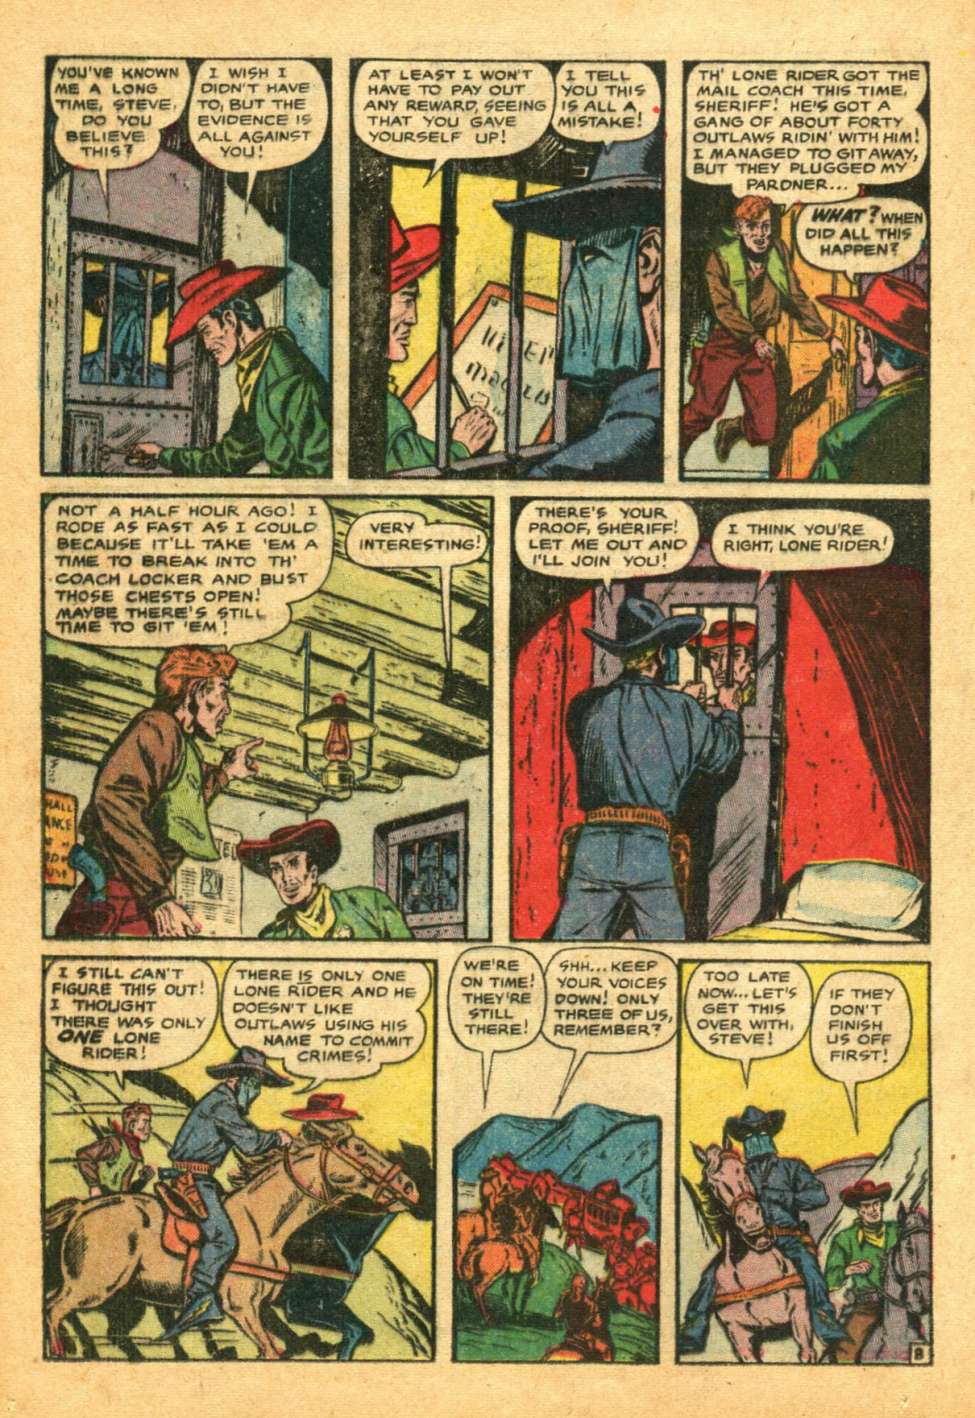 YOU'VE KNOWN
ME A LONG
TIME, STEVE,
DO YOU
BELIEVE
THIS?
I WISH I
DIDN'T HAVE
TO, BUT THE
EVIDENCE IS
ALL AGAINST
YOU!
AT LEAST I WON'T
HAVE TO PAY OUT
ANY REWARD, SEEING
THAT YOU GAVE
YOURSELF UP!
I TELL
YOU THIS
IS ALL A
MISTAKE!
TH' LONE RIDER GOT THE
MAIL COACH THIS TIME,
SHERIFF! HE'S GOT A
GANG OF ABOUT FORTY
OUTLAWS RIDIN' WITH HIM!
I MANAGED TO GIT AWAY,
BUT THEY PLUGGED MY
PARDNER...
WHAT? WHEN
DID ALL THIS
HAPPEN?
NOT A HALF HOUR AGO! I
RODE AS FAST AS I COULD
BECAUSE IT'LL TAKE 'EM A
TIME TO BREAK INTO TH'
COACH LOCKER AND BUST
THOSE CHESTS OPEN!
MAYBE THERE'S STILL
TIME TO GIT 'EM!
VERY
INTERESTING!
THERE'S YOUR
PROOF, SHERIFF!
LET ME OUT AND
I'LL JOIN YOU!
I THINK YOU'RE
RIGHT, LONE RIDER!
I STILL CAN'T
FIGURE THIS OUT!
I THOUGHT
THERE WAS ONLY
ONE LONE
RIDER!
THERE IS ONLY ONE
LONE RIDER AND HE
DOESN'T LIKE
OUTLAWS USING HIS
NAME TO COMMIT
CRIMES!
WE'RE
ON TIME!
THEY'RE
STILL
THERE!
SHH... KEEP
YOUR VOICES
DOWN! ONLY
THREE OF US,
REMEMBER?
TOO LATE
NOW... LET'S
GET THIS
OVER WITH,
STEVE!
IF THEY
DON'T
FINISH
US OFF
FIRST!
8